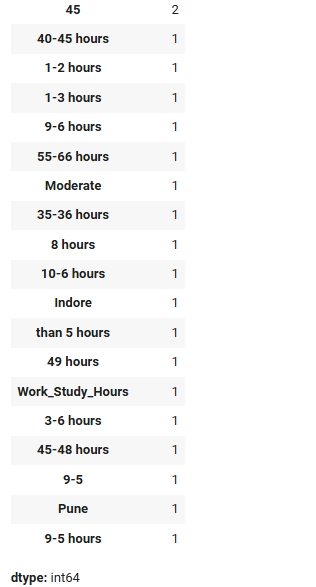 45 2
40-45 hours 1
1-2 hours 1
1-3 hours 1
9-6 hours 1
55-66 hours 1
Moderate 1
35-36 hours 1
8 hours 1
10-6 hours 1
Indore 1
than 5 hours 1
49 hours 1
Work_Study_Hours 1
3-6 hours 1
45-48 hours 1
9-5 1
Pune 1
9-5 hours 1
dtype: int64